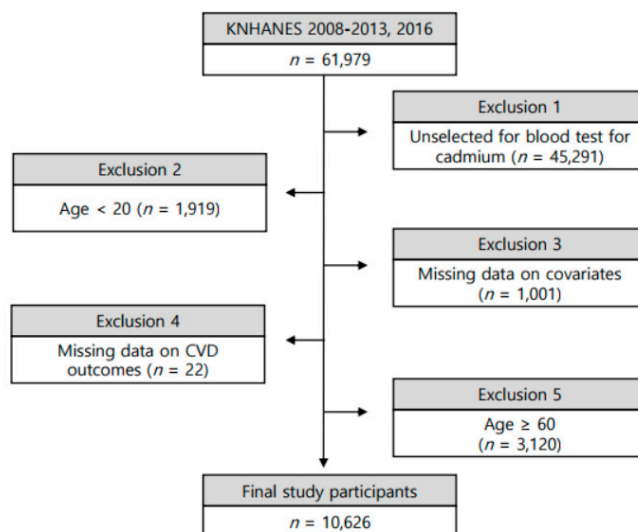 KNHANES 2008-2013, 2016
n = 61,979
Exclusion 1
Unselected for blood test for
cadmium (n = 45,291)
Exclusion 2
Age < 20 (n = 1,919)
Exclusion 3
Missing data on covariates
(n = 1,001)
Exclusion 4
Missing data on CVD
outcomes (n = 22)
Exclusion 5
Age ≥ 60
(n = 3,120)
Final study participants
n = 10,626